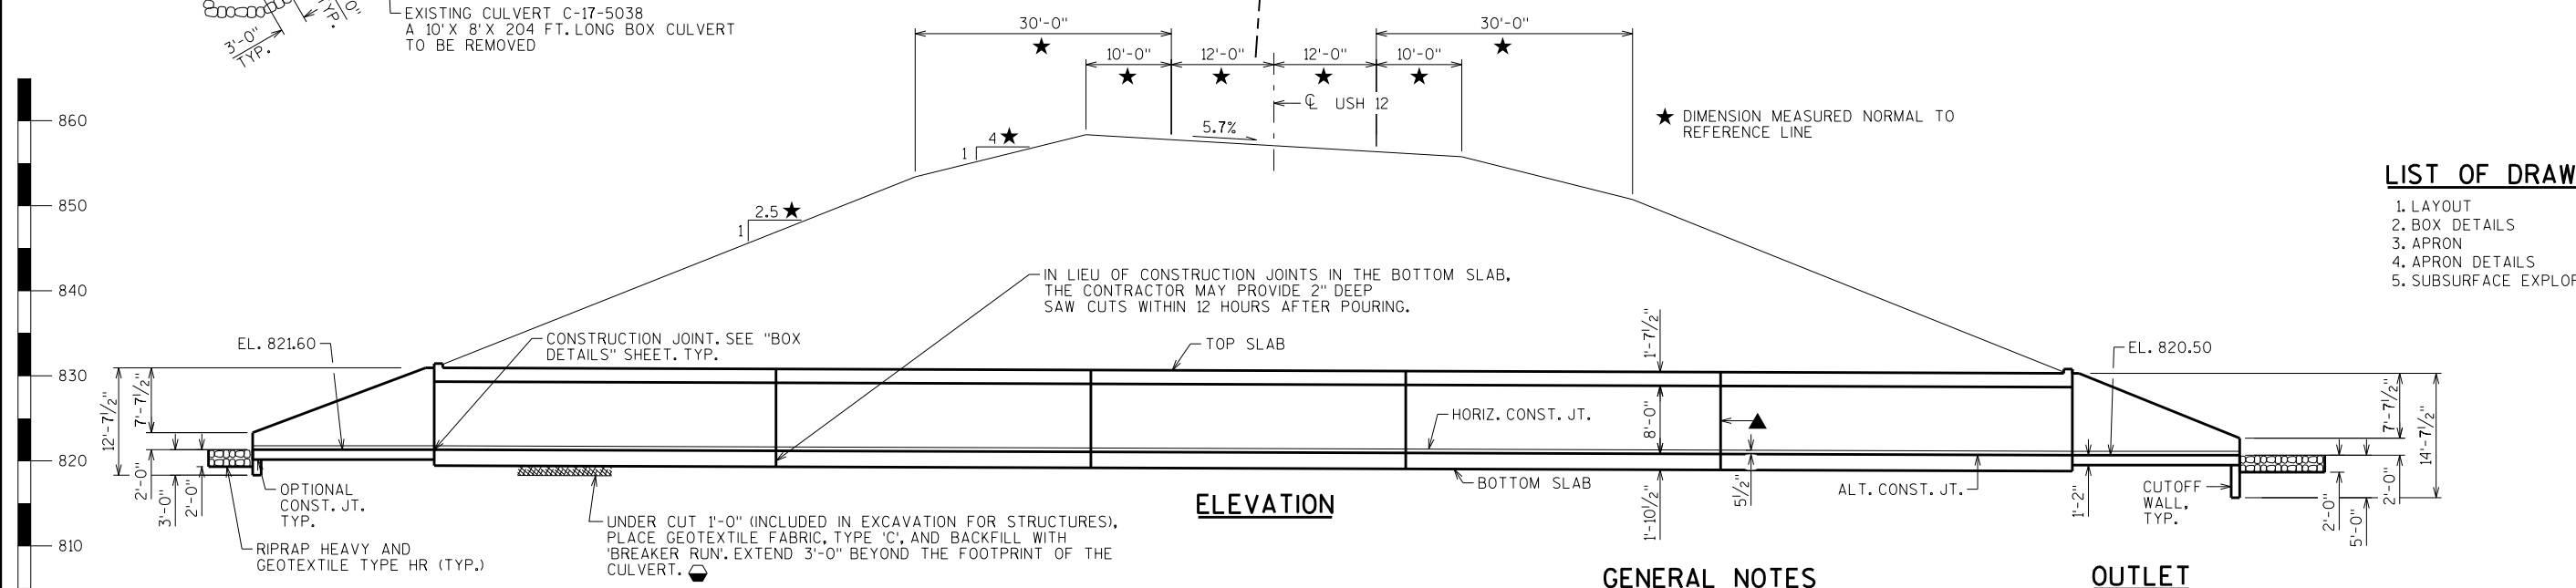 3'-0"
TYP.
TYP.
0"
EXISTING CULVERT C-17-5038
A 10' X 8' X 204 FT. LONG BOX CULVERT
TO BE REMOVED
30'-0"
★
30'-0"
★
10'-0"
★
12'-0"
★
12'-0"
★
10'-0"
★
℄ USH 12
★ DIMENSION MEASURED NORMAL TO
REFERENCE LINE
5.7%
4★
1
2.5★
1
860
850
840
830
820
810
LIST OF DRAW
1. LAYOUT
2. BOX DETAILS
3. APRON
4. APRON DETAILS
5. SUBSURFACE EXPLOR
IN LIEU OF CONSTRUCTION JOINTS IN THE BOTTOM SLAB,
THE CONTRACTOR MAY PROVIDE 2" DEEP
SAW CUTS WITHIN 12 HOURS AFTER POURING.
EL. 821.60
CONSTRUCTION JOINT. SEE "BOX
DETAILS" SHEET. TYP.
TOP SLAB
1'-7½"
EL. 820.50
12'-7½"
7'-7½"
2'-0"
3'-0"
2'-0"
HORIZ. CONST. JT.
8'-0"
▲
7'-7½"
14'-7½"
OPTIONAL
CONST. JT.
TYP.
RIPRAP HEAVY AND
GEOTEXTILE TYPE HR (TYP.)
UNDER CUT 1'-0" (INCLUDED IN EXCAVATION FOR STRUCTURES),
PLACE GEOTEXTILE FABRIC, TYPE 'C', AND BACKFILL WITH
'BREAKER RUN'. EXTEND 3'-0" BEYOND THE FOOTPRINT OF THE
CULVERT.
ELEVATION
BOTTOM SLAB
1'-10½"
5½"
ALT. CONST. JT.
1'-2"
CUTOFF
WALL,
TYP.
2'-0"
5'-0"
2'-0"
GENERAL NOTES
OUTLET